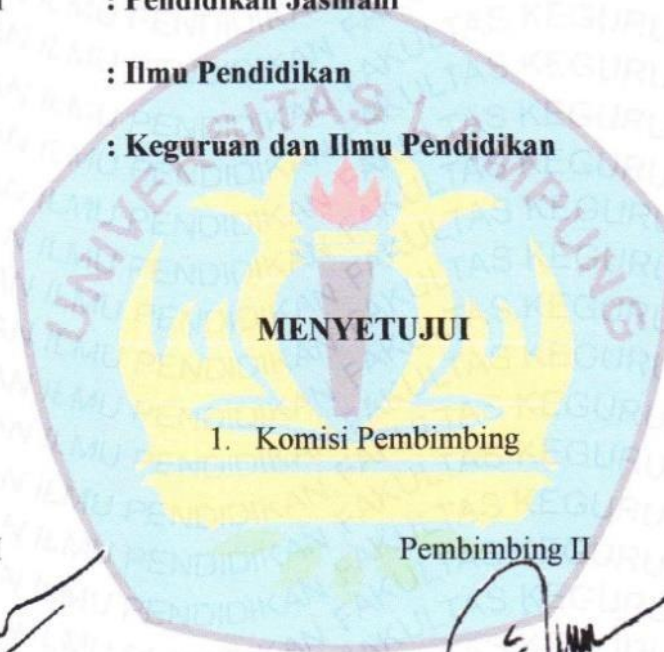 : Pendidikan Jasmani
: Ilmu Pendidikan
: Keguruan dan Ilmu Pendidikan
UNIVERSITAS LAMPUNG
MENYETUJUI
1. Komisi Pembimbing
Pembimbing II